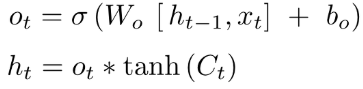 o_t = σ (W_o [h_{t−1}, x_t] + b_o)
h_t = o_t * tanh (C_t)